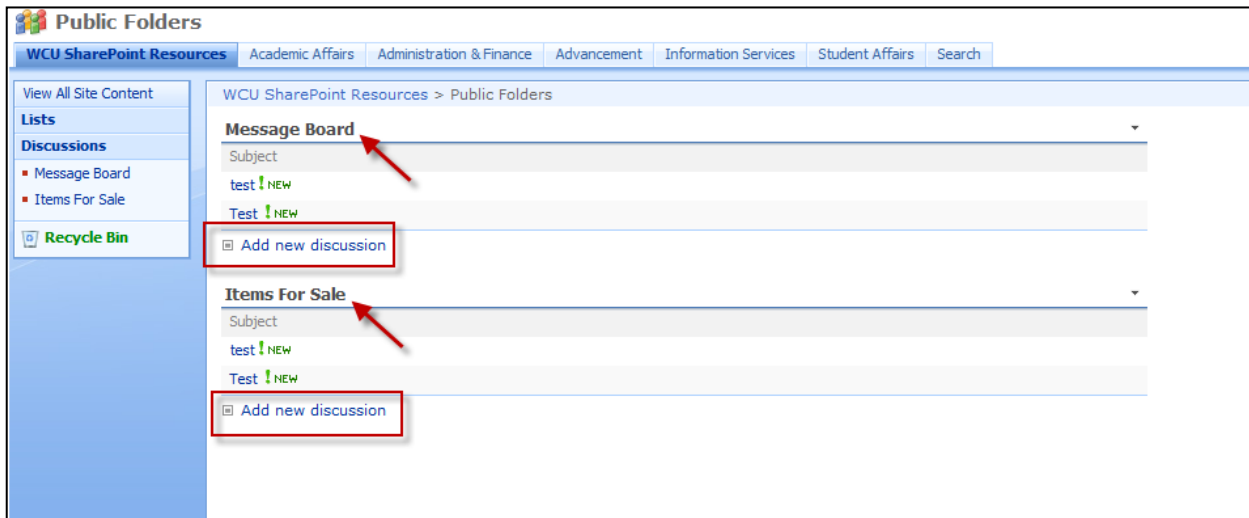 Public Folders
WCU SharePoint Resources Academic Affairs Administration & Finance Advancement Information Services Student Affairs Search
View All Site Content
Lists
Discussions
Message Board
Items For Sale
Recycle Bin
WCU SharePoint Resources > Public Folders
Message Board
Subject
test ! NEW
Test ! NEW
Add new discussion
Items For Sale
Subject
test ! NEW
Test ! NEW
Add new discussion